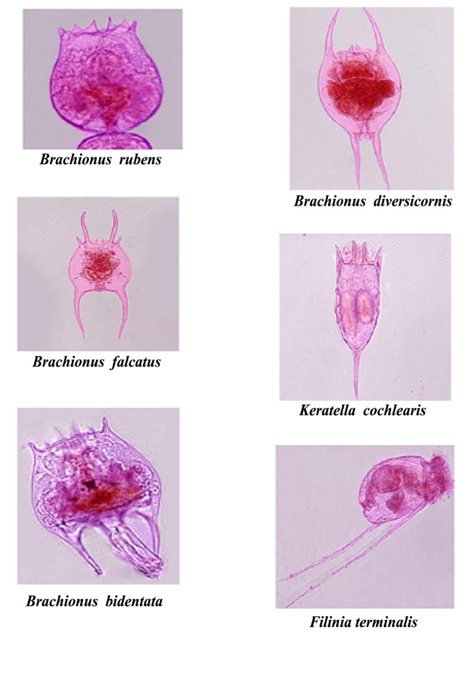 Brachionus rubens
Brachionus diversicornis
Brachionus falcatus
Keratella cochlearis
Brachionus bidentata
Filinia terminalis